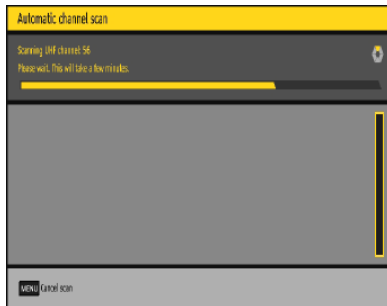 Automatic channel scan
Scanning UHF channel: 56
Please wait. This will take a few minutes.
MENU Cancel scan